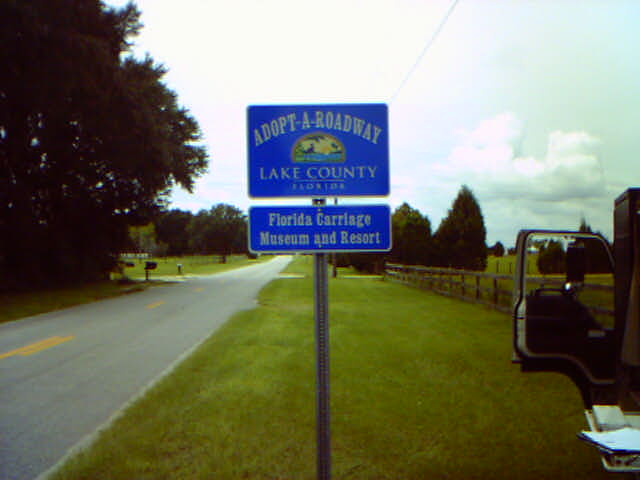 ADOPT-A-ROADWAY
LAKE COUNTY
FLORIDA
Florida Carriage
Museum and Resort